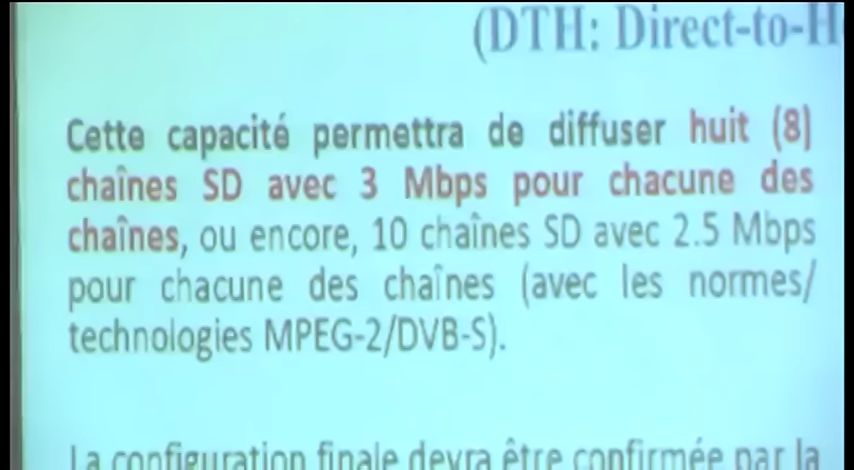 (DTH: Direct-to-H
Cette capacité permettra de diffuser huit (8)
chaînes SD avec 3 Mbps pour chacune des
chaînes, ou encore, 10 chaînes SD avec 2.5 Mbps
pour chacune des chaînes (avec les normes/
technologies MPEG-2/DVB-S).
La configuration finale devra être confirmée par la